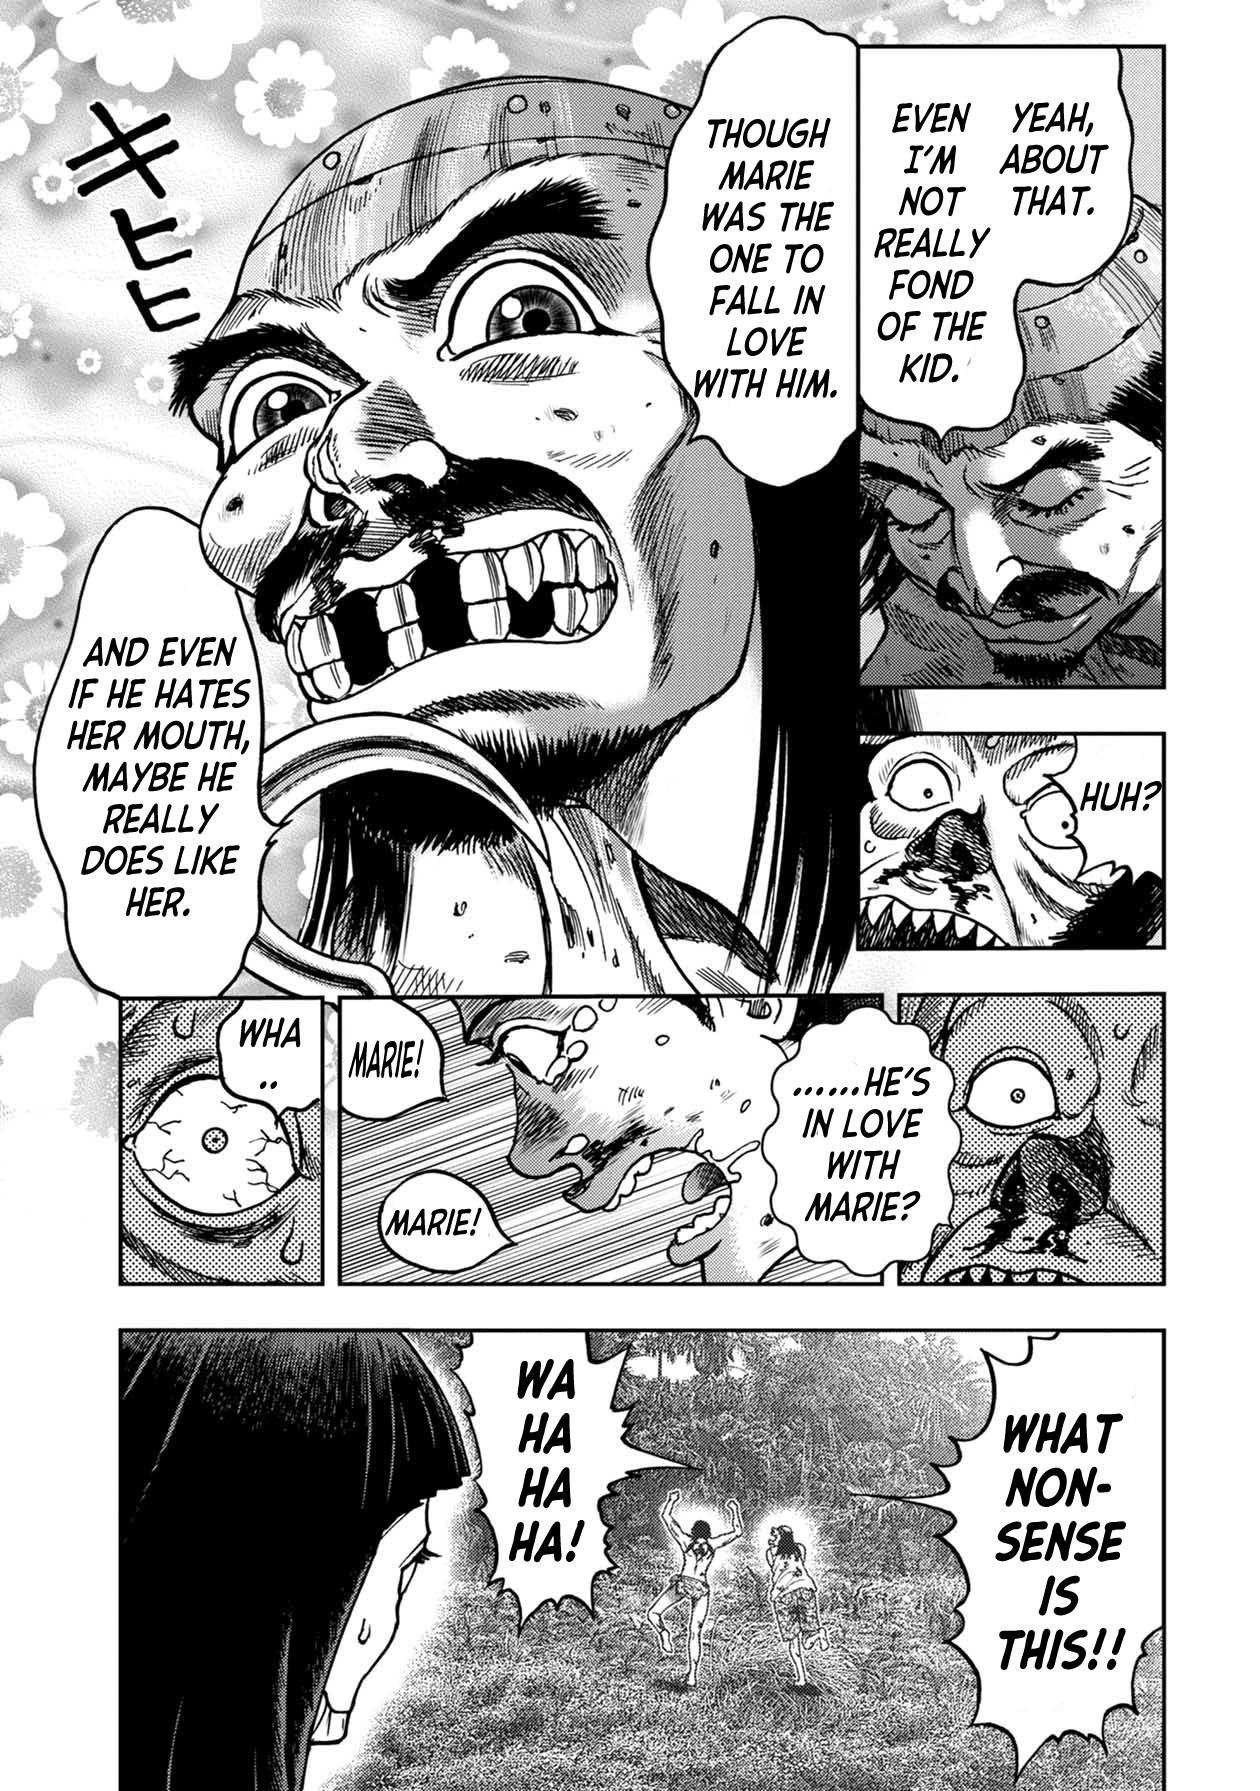 YEAH,
ABOUT
THAT.
EVEN
I'M
NOT
REALLY
FOND
OF THE
KID.
THOUGH
MARIE
WAS THE
ONE TO
FALL IN
LOVE
WITH HIM.
キヒヒ
AND EVEN
IF HE HATES
HER MOUTH,
MAYBE HE
REALLY
DOES LIKE
HER.
HUH?
......HE'S
IN LOVE
WITH
MARIE?
MARIE!
MARIE!
WHA
..
WHAT
NON-
SENSE
IS
THIS!!
WA
HA
HA
HA!